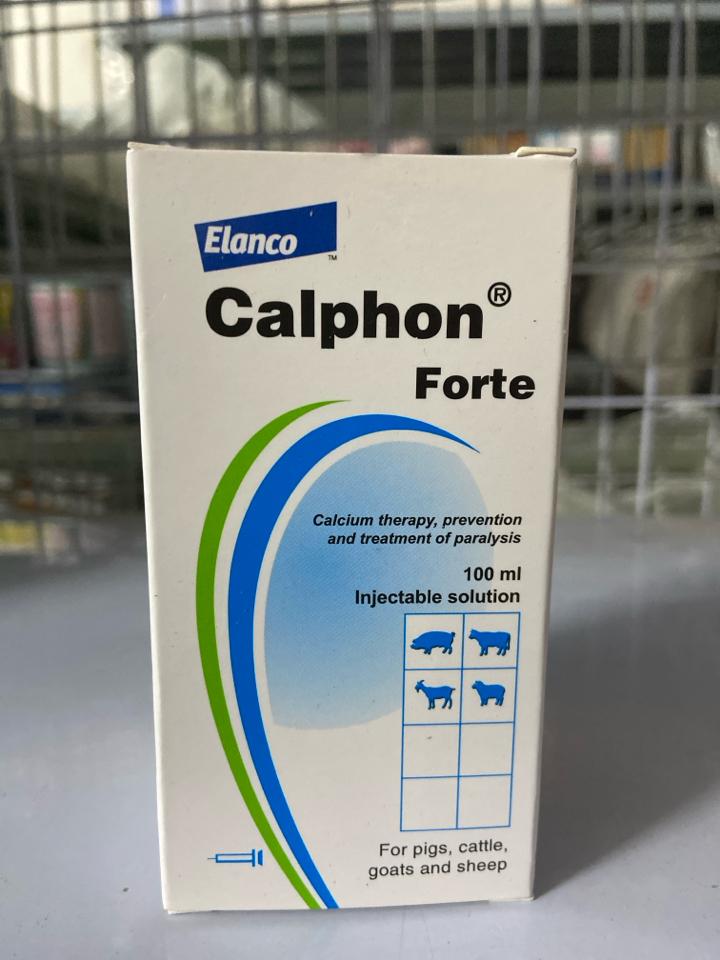 Elanco™
Calphon®
Forte
Calcium therapy, prevention
and treatment of paralysis
100 ml
Injectable solution
For pigs, cattle,
goats and sheep